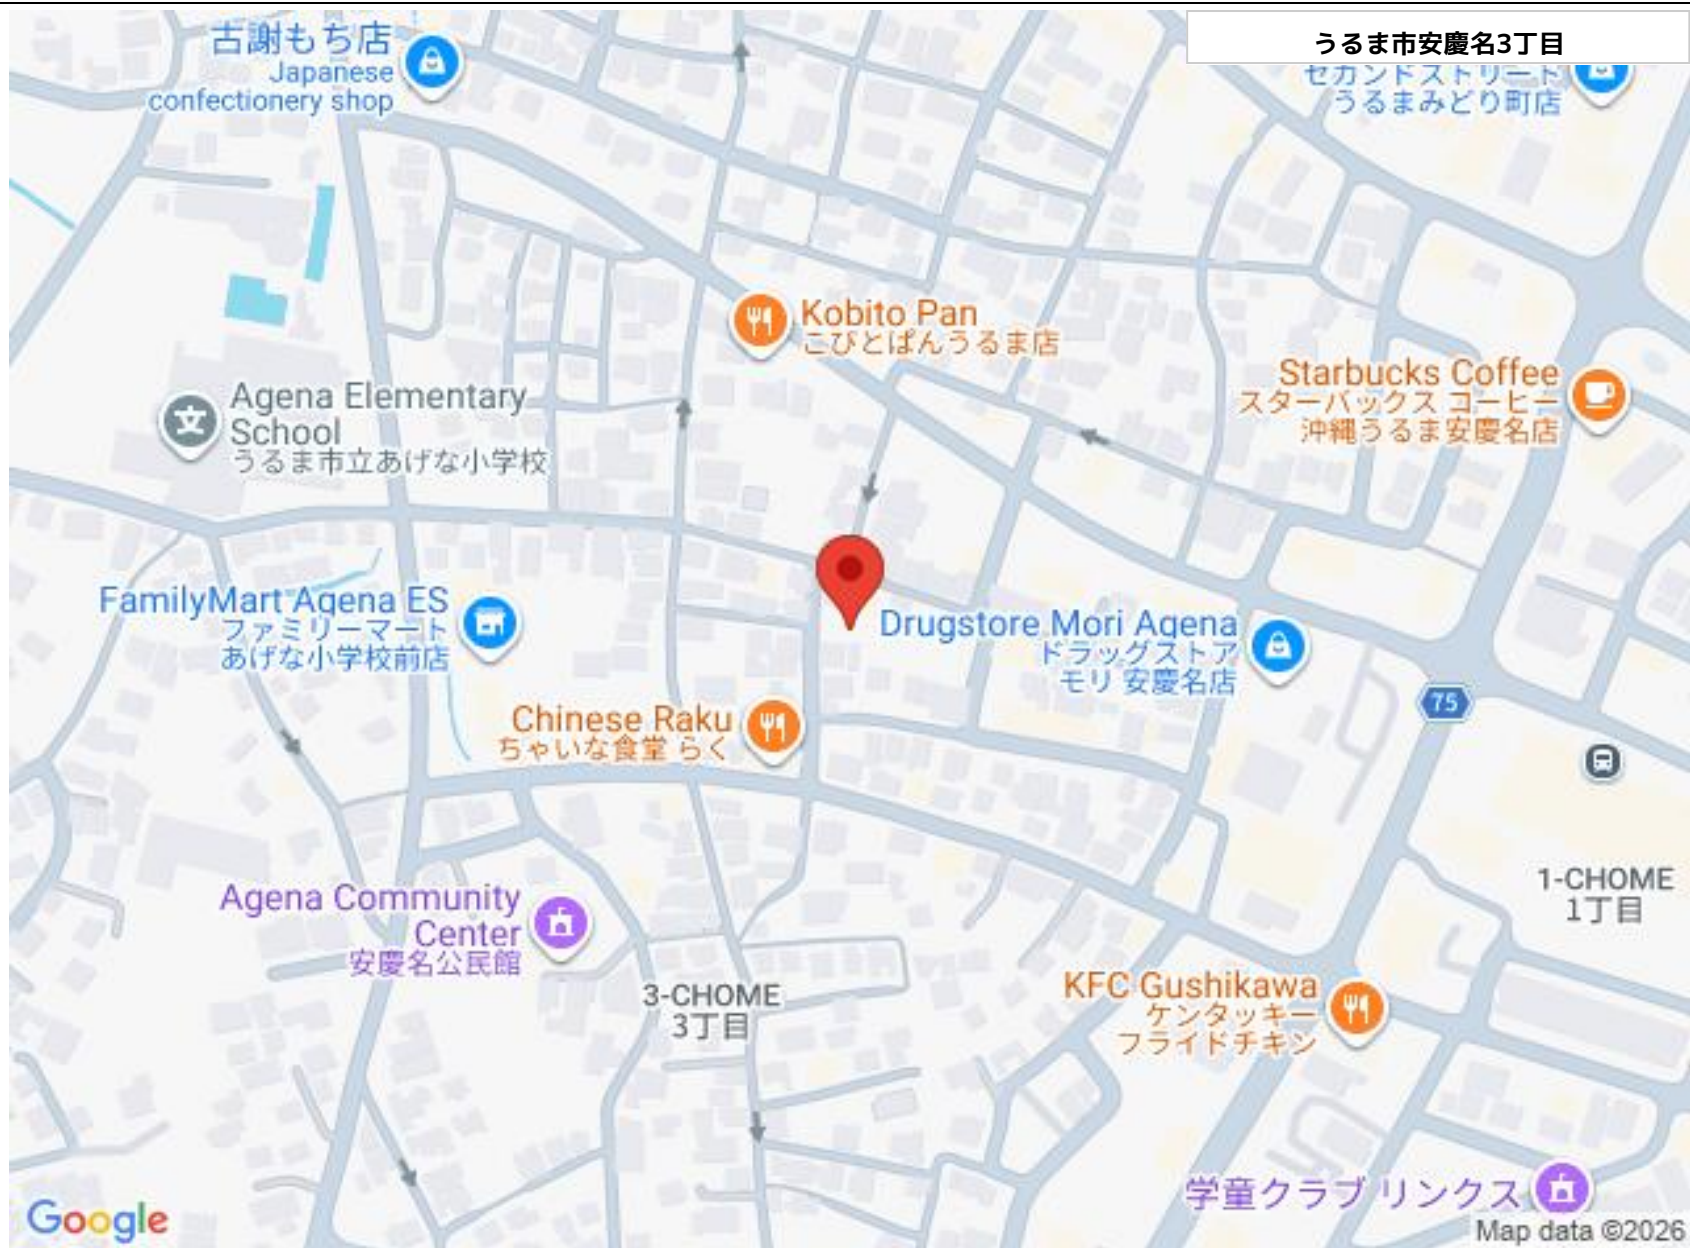 うるま市安慶名3丁目
古謝もち店
Japanese
confectionery shop
セカンドストリート
うるまみどり町店
Kobito Pan
こびとぱんうるま店
Starbucks Coffee
スターバックス コーヒー
沖縄うるま安慶名店
Agena Elementary
School
うるま市立あげな小学校
FamilyMart Agena ES
ファミリーマート
あげな小学校前店
Drugstore Mori Agena
ドラッグストア
モリ 安慶名店
75
Chinese Raku
ちゃいな食堂 らく
1-CHOME
1丁目
Agena Community
Center
安慶名公民館
3-CHOME
3丁目
KFC Gushikawa
ケンタッキー
フライドチキン
学童クラブ リンクス
Google
Map data ©2026